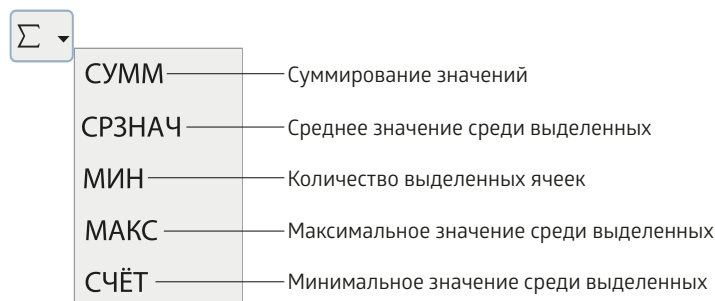 Σ
СУММ Суммирование значений
СРЗНАЧ Среднее значение среди выделенных
МИН Количество выделенных ячеек
МАКС Максимальное значение среди выделенных
СЧЁТ Минимальное значение среди выделенных